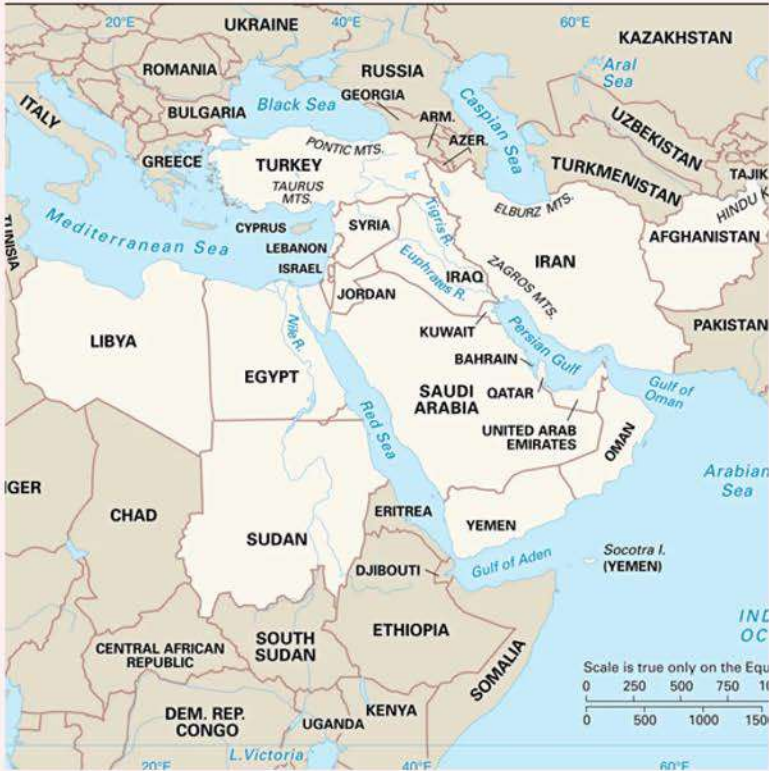 20°E
40°E
60°E
UKRAINE
KAZAKHSTAN
ROMANIA
RUSSIA
Aral
Sea
ITALY
Black Sea
GEORGIA
Caspian Sea
BULGARIA
ARM.
UZBEKISTAN
AZER.
GREECE
PONTIC MTS.
TURKEY
TURKMENISTAN
TAJIK
TAURUS
MTS.
ELBURZ MTS.
HINDU K
TUNISIA
Mediterranean Sea
CYPRUS
SYRIA
Tigris R.
AFGHANISTAN
LEBANON
Euphrates R.
IRAQ
IRAN
ISRAEL
ZAGROS MTS.
JORDAN
PAKISTAN
LIBYA
Nile R.
KUWAIT
Persian Gulf
EGYPT
BAHRAIN
SAUDI
ARABIA
QATAR
Gulf of
Oman
Red Sea
UNITED ARAB
EMIRATES
OMAN
Arabian
Sea
IGER
CHAD
ERITREA
SUDAN
YEMEN
Socotra I.
(YEMEN)
DJIBOUTI
Gulf of Aden
IND
OC
ETHIOPIA
CENTRAL AFRICAN
REPUBLIC
SOUTH
SUDAN
SOMALIA
Scale is true only on the Equ
0 250 500 750 10
0 500 1000 150
DEM. REP.
CONGO
UGANDA
KENYA
L.Victoria
20°E
40°E
60°E